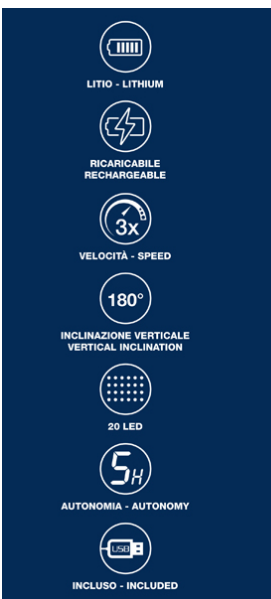 LITIO - LITHIUM
RICARICABILE
RECHARGEABLE
3x
VELOCITÀ - SPEED
180°
INCLINAZIONE VERTICALE
VERTICAL INCLINATION
20 LED
5H
AUTONOMIA - AUTONOMY
USB
INCLUSO - INCLUDED